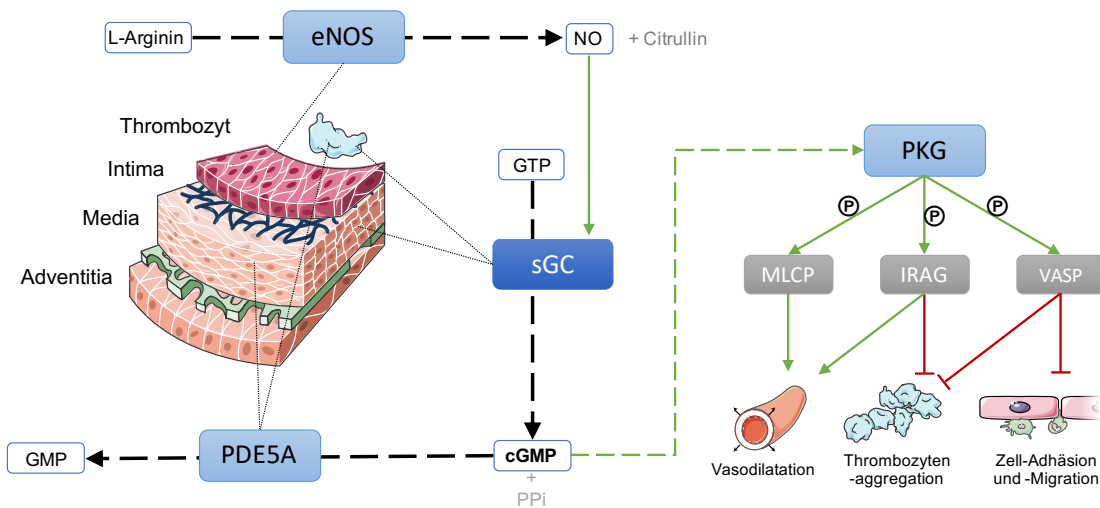 L-Arginin
eNOS
NO
+ Citrullin
Thrombozyt
Intima
Media
Adventitia
GTP
sGC
PKG
P
P
P
MLCP
IRAG
VASP
GMP
PDE5A
cGMP
+
PPi
Vasodilatation
Thrombozyten
-aggregation
Zell-Adhäsion
und -Migration